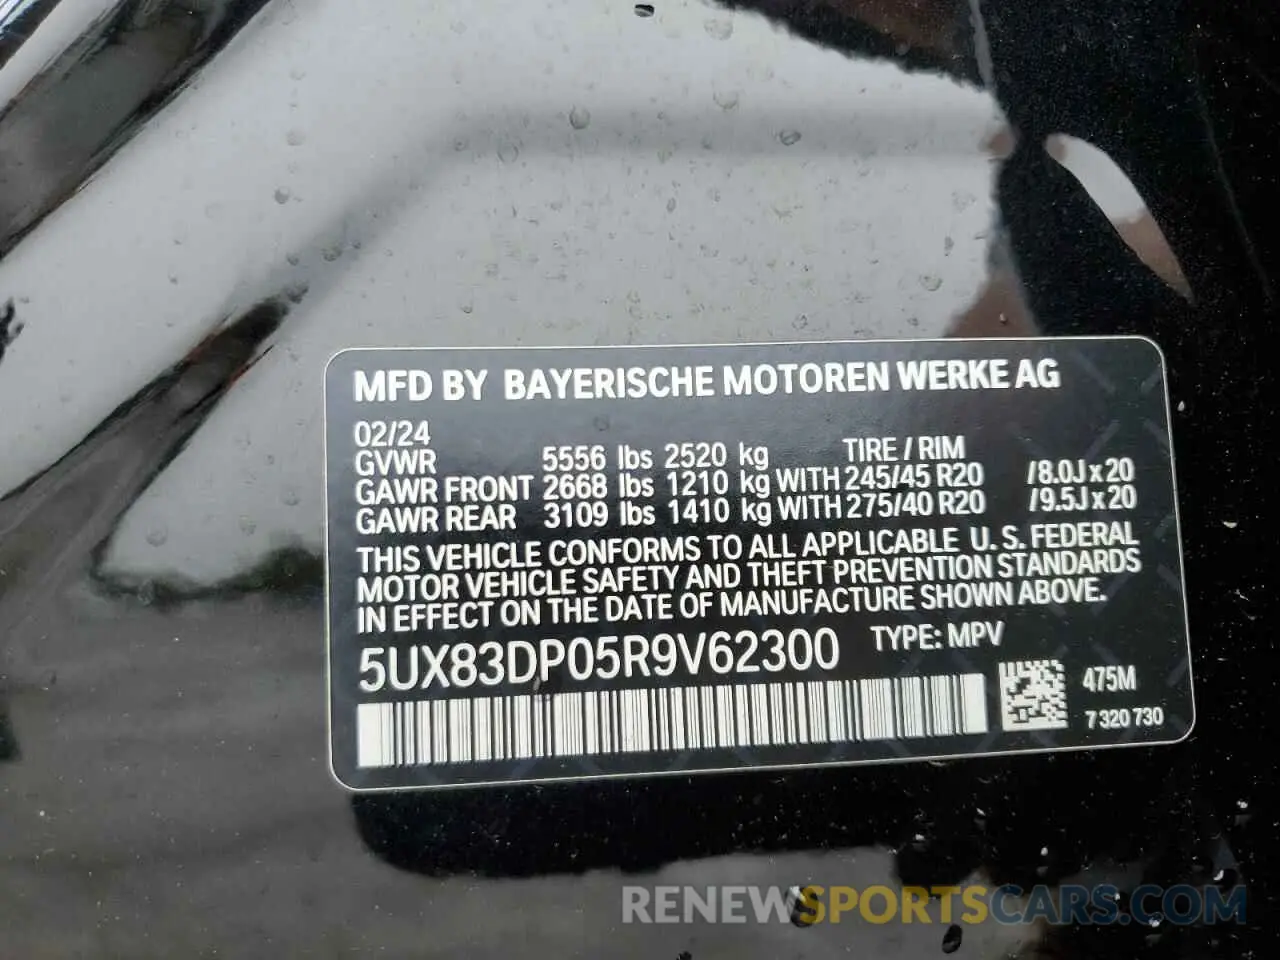 MFD BY BAYERISCHE MOTOREN WERKE AG
02/24
GVWR 5556 lbs 2520 kg TIRE / RIM
GAWR FRONT 2668 lbs 1210 kg WITH 245/45 R20 /8.0J x 20
GAWR REAR 3109 lbs 1410 kg WITH 275/40 R20 /9.5J x 20
THIS VEHICLE CONFORMS TO ALL APPLICABLE U. S. FEDERAL
MOTOR VEHICLE SAFETY AND THEFT PREVENTION STANDARDS
IN EFFECT ON THE DATE OF MANUFACTURE SHOWN ABOVE.
5UX83DP05R9V62300 TYPE: MPV
475M
7 320 730
RENEWSPORTSCARS.COM